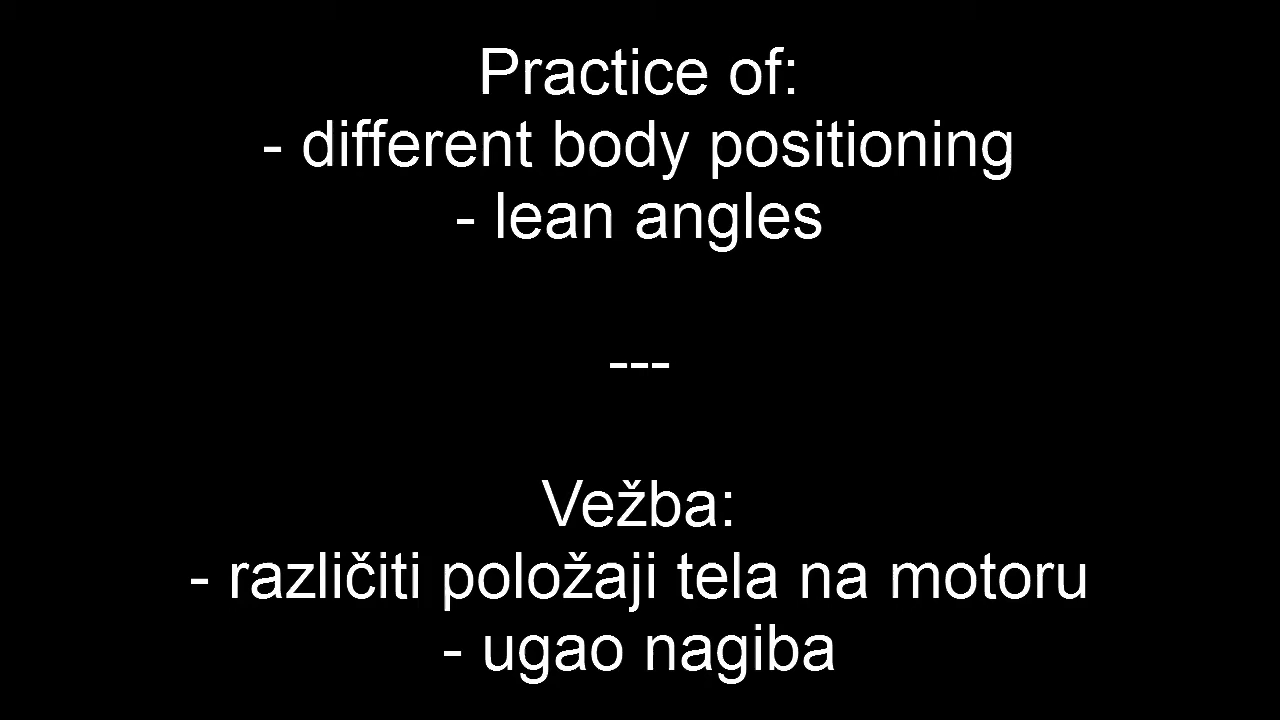 Practice of:
- different body positioning
- lean angles
---
Vežba:
- različiti položaji tela na motoru
- ugao nagiba